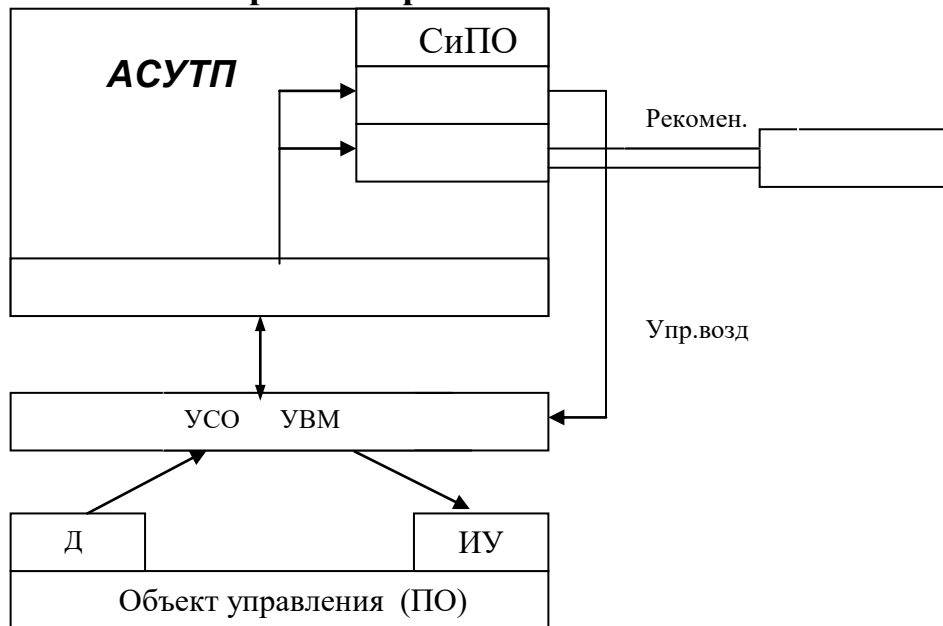 СиПО
АСУТП
Рекомен.
Упр.возд
УСО УВМ
Д
ИУ
Объект управления (ПО)